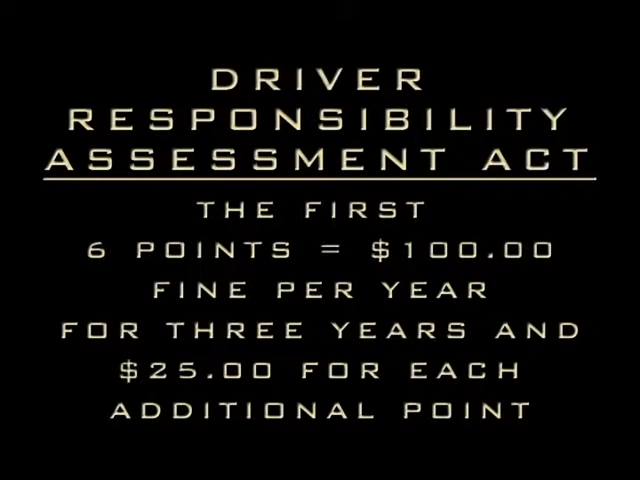 DRIVER
RESPONSIBILITY
ASSESSMENT ACT
THE FIRST
6 POINTS = $100.00
FINE PER YEAR
FOR THREE YEARS AND
$25.00 FOR EACH
ADDITIONAL POINT